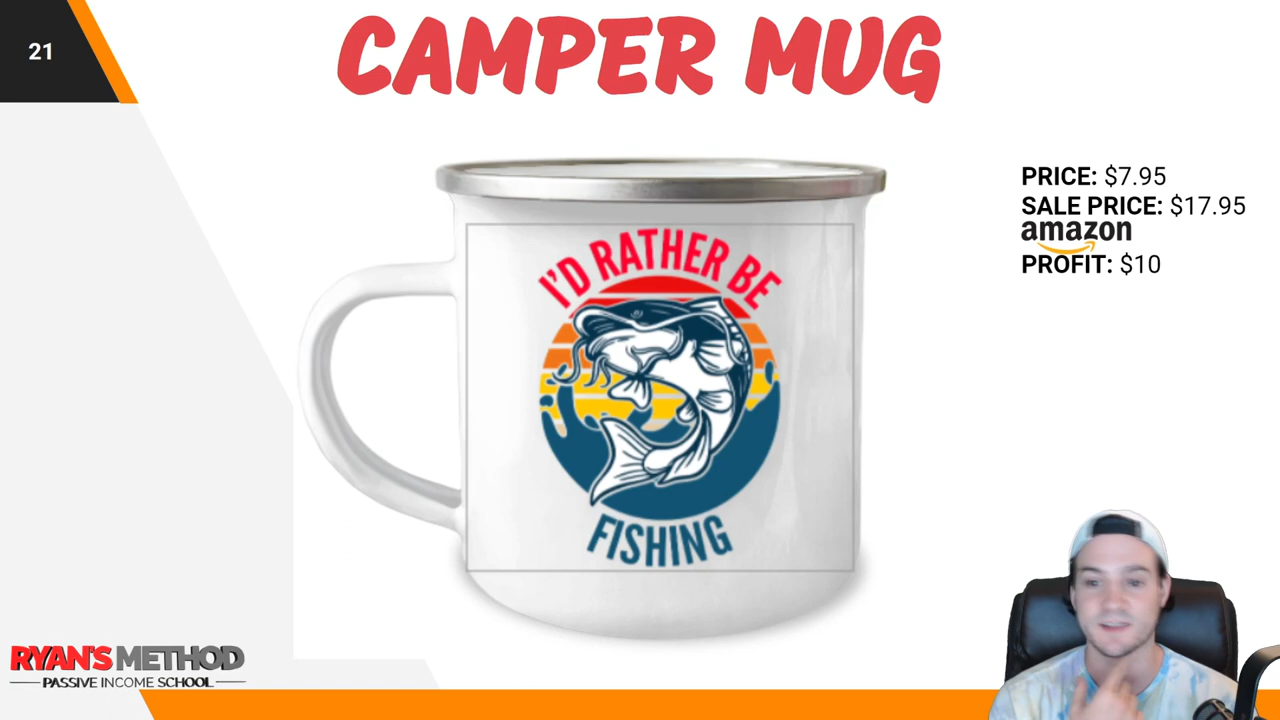 21
CAMPER MUG
PRICE: $7.95
SALE PRICE: $17.95
amazon
PROFIT: $10
I'D RATHER BE
FISHING
RYAN'S METHOD
PASSIVE INCOME SCHOOL